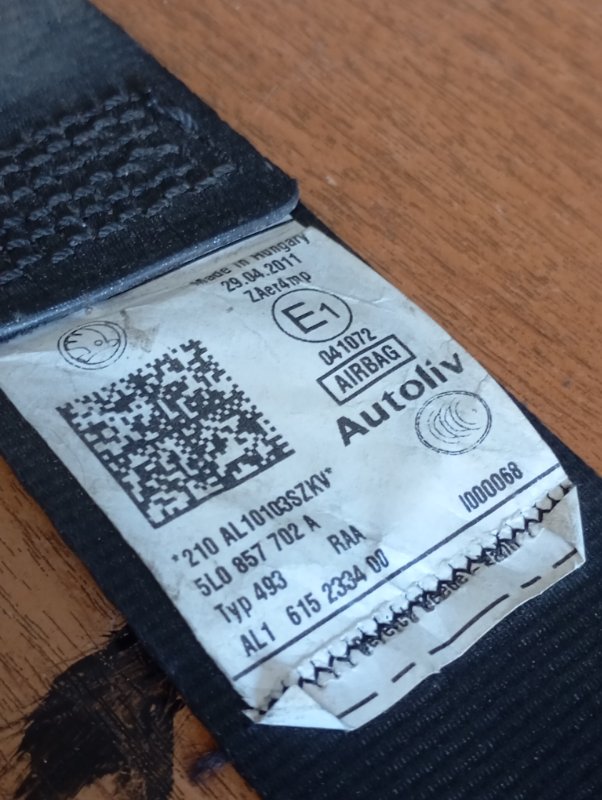 Made in Hungary
29.04.2011
ZAer4mp
E1
041072
AIRBAG
Autoliv
*210 AL10103SZKV*
5L0 857 702 A
Typ 493 RAA
AL1 615 2334 00
I000068